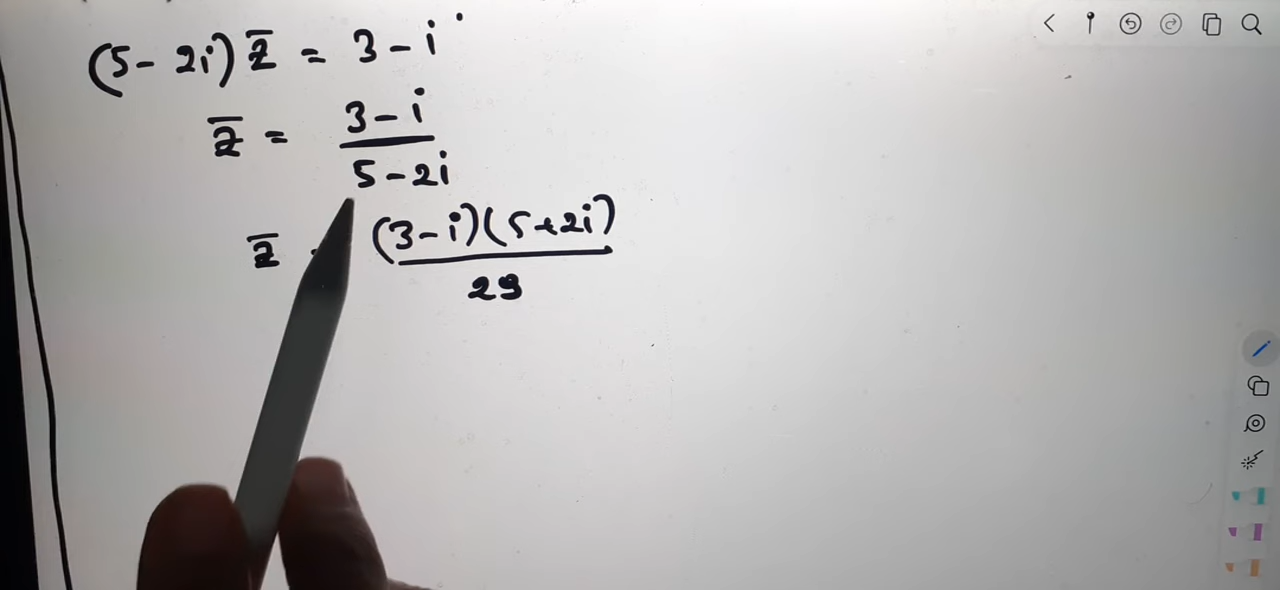 (5 - 2i) z̅ = 3 - i
z̅ = 3 - i / 5 - 2i
z̅ = (3 - i)(5 + 2i) / 29